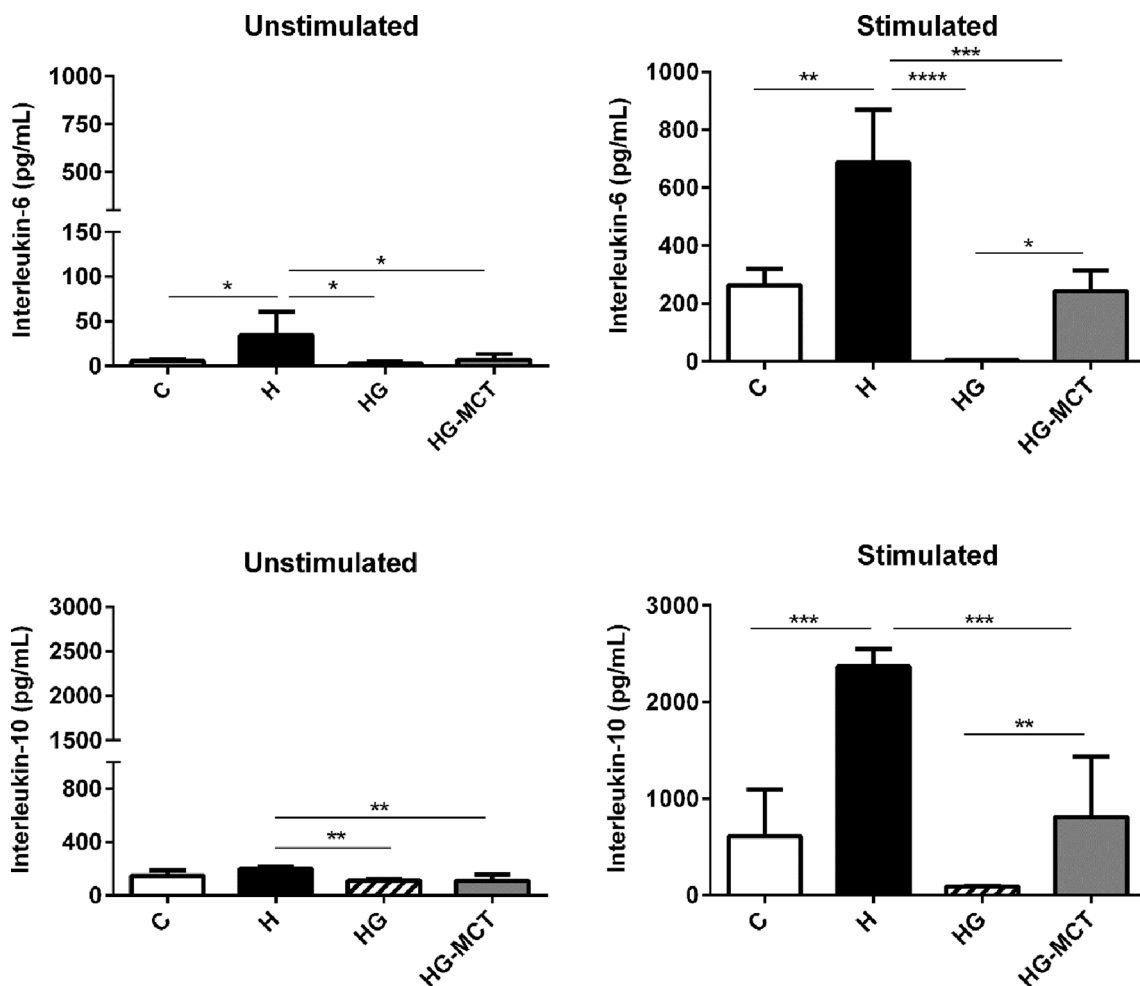 Unstimulated
Interleukin-6 (pg/mL)
1000
750
500
150
100
50
0
*
*
*
C
H
HG
HG-MCT
Stimulated
Interleukin-6 (pg/mL)
1000
800
600
400
200
0
***
**
****
*
C
H
HG
HG-MCT
Unstimulated
Interleukin-10 (pg/mL)
3000
2500
2000
1500
800
400
0
**
**
C
H
HG
HG-MCT
Stimulated
Interleukin-10 (pg/mL)
3000
2000
1000
0
***
***
**
C
H
HG
HG-MCT